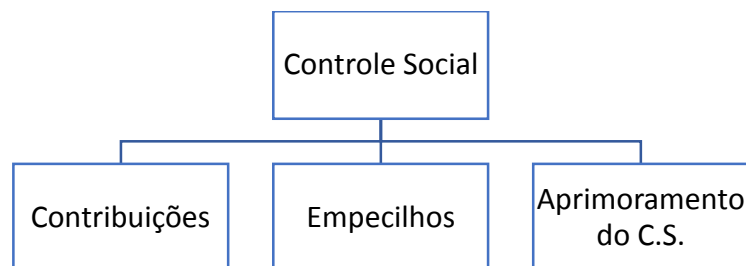 Controle Social
Contribuições
Empecilhos
Aprimoramento
do C.S.